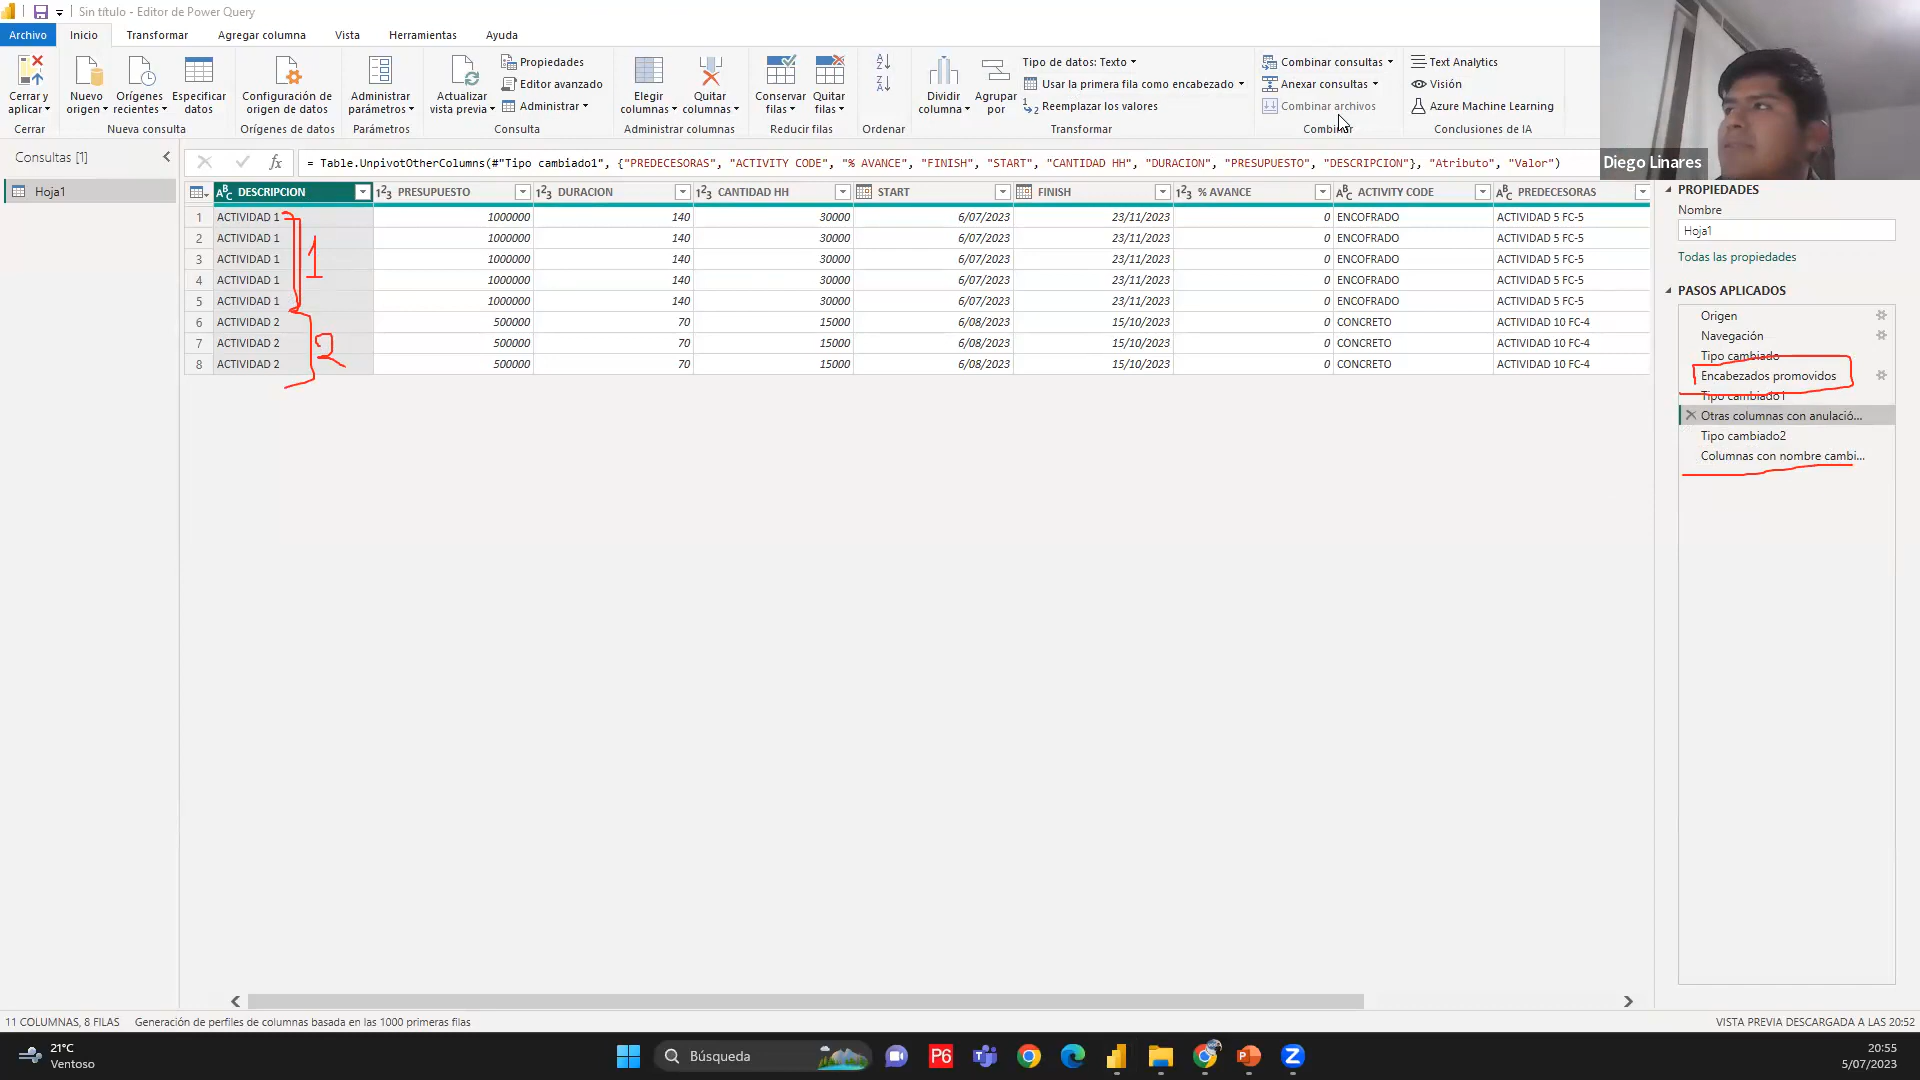 Sin título - Editor de Power Query
Archivo Inicio Transformar Agregar columna Vista Herramientas Ayuda
Cerrar y aplicar
Nuevo origen
Orígenes recientes
Especificar datos
Configuración de origen de datos
Administrar parámetros
Actualizar vista previa
Propiedades
Editor avanzado
Administrar
Elegir columnas
Quitar columnas
Conservar filas
Quitar filas
Dividir columna
Agrupar por
Tipo de datos: Texto
Usar la primera fila como encabezado
Reemplazar los valores
Combinar consultas
Anexar consultas
Combinar archivos
Text Analytics
Visión
Azure Machine Learning
Cerrar Nueva consulta Orígenes de datos Parámetros Consulta Administrar columnas Reducir filas Ordenar Transformar Combinar Conclusiones de IA
Diego Linares
Consultas [1]
Hoja1
= Table.UnpivotOtherColumns(#"Tipo cambiado1", {"PREDECESORAS", "ACTIVITY CODE", "% AVANCE", "FINISH", "START", "CANTIDAD HH", "DURACION", "PRESUPUESTO", "DESCRIPCION"}, "Atributo", "Valor")
DESCRIPCION PRESUPUESTO DURACION CANTIDAD HH START FINISH % AVANCE ACTIVITY CODE PREDECESORAS
1 ACTIVIDAD 1 1000000 140 30000 6/07/2023 23/11/2023 0 ENCOFRADO ACTIVIDAD 5 FC-5
2 ACTIVIDAD 1 1000000 140 30000 6/07/2023 23/11/2023 0 ENCOFRADO ACTIVIDAD 5 FC-5
3 ACTIVIDAD 1 1000000 140 30000 6/07/2023 23/11/2023 0 ENCOFRADO ACTIVIDAD 5 FC-5
4 ACTIVIDAD 1 1000000 140 30000 6/07/2023 23/11/2023 0 ENCOFRADO ACTIVIDAD 5 FC-5
5 ACTIVIDAD 1 1000000 140 30000 6/07/2023 23/11/2023 0 ENCOFRADO ACTIVIDAD 5 FC-5
6 ACTIVIDAD 2 500000 70 15000 6/08/2023 15/10/2023 0 CONCRETO ACTIVIDAD 10 FC-4
7 ACTIVIDAD 2 500000 70 15000 6/08/2023 15/10/2023 0 CONCRETO ACTIVIDAD 10 FC-4
8 ACTIVIDAD 2 500000 70 15000 6/08/2023 15/10/2023 0 CONCRETO ACTIVIDAD 10 FC-4
1
2
PROPIEDADES
Nombre
Hoja1
Todas las propiedades
PASOS APLICADOS
Origen
Navegación
Tipo cambiado
Encabezados promovidos
Tipo cambiado1
Otras columnas con anulació...
Tipo cambiado2
Columnas con nombre cambi...
11 COLUMNAS, 8 FILAS Generación de perfiles de columnas basada en las 1000 primeras filas VISTA PREVIA DESCARGADA A LAS 20:52
21°C
Ventoso
Búsqueda
P6
20:55
5/07/2023